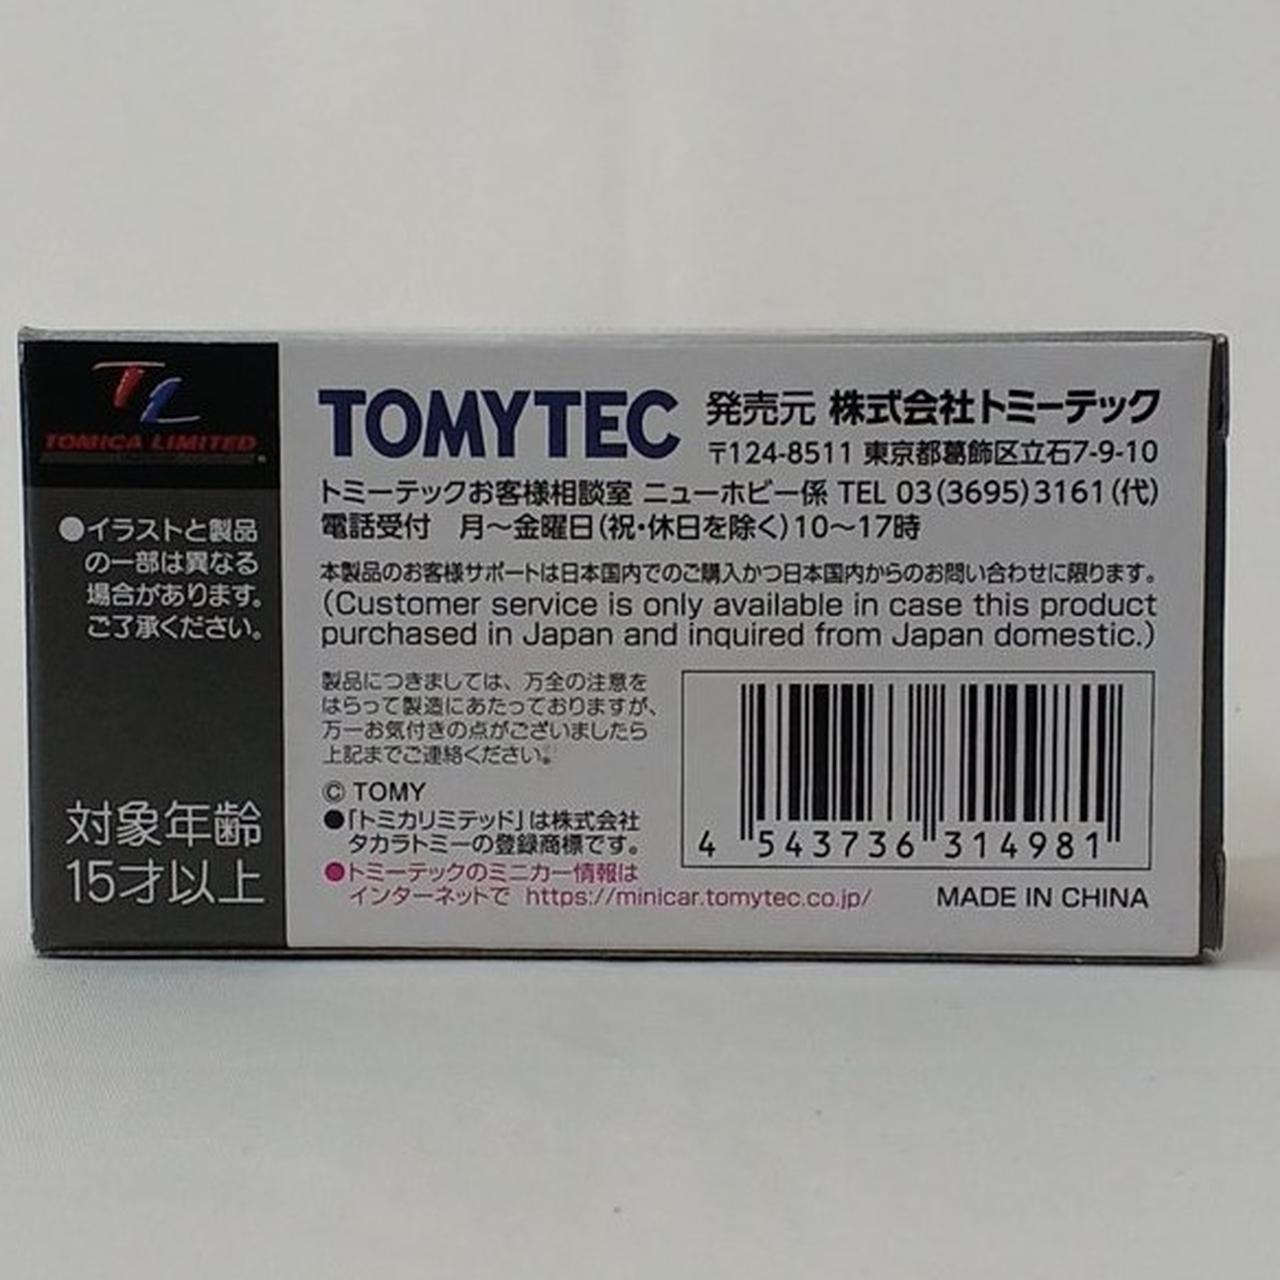 TL
TOMICA LIMITED
●イラストと製品
の一部は異なる
場合があります。
ご了承ください。
対象年齢
15才以上
TOMYTEC 発売元 株式会社トミーテック
〒124-8511 東京都葛飾区立石7-9-10
トミーテックお客様相談室 ニューホビー係 TEL 03(3695)3161(代)
電話受付 月〜金曜日(祝・休日を除く)10〜17時
本製品のお客様サポートは日本国内でのご購入かつ日本国内からのお問い合わせに限ります。
(Customer service is only available in case this product
purchased in Japan and inquired from Japan domestic.)
製品につきましては、万全の注意を
はらって製造にあたっておりますが、
万一お気付きの点がございましたら
上記までご連絡ください。
© TOMY
●「トミカリミテッド」は株式会社
タカラトミーの登録商標です。
●トミーテックのミニカー情報は
インターネットで https://minicar.tomytec.co.jp/
4 543736 314981
MADE IN CHINA